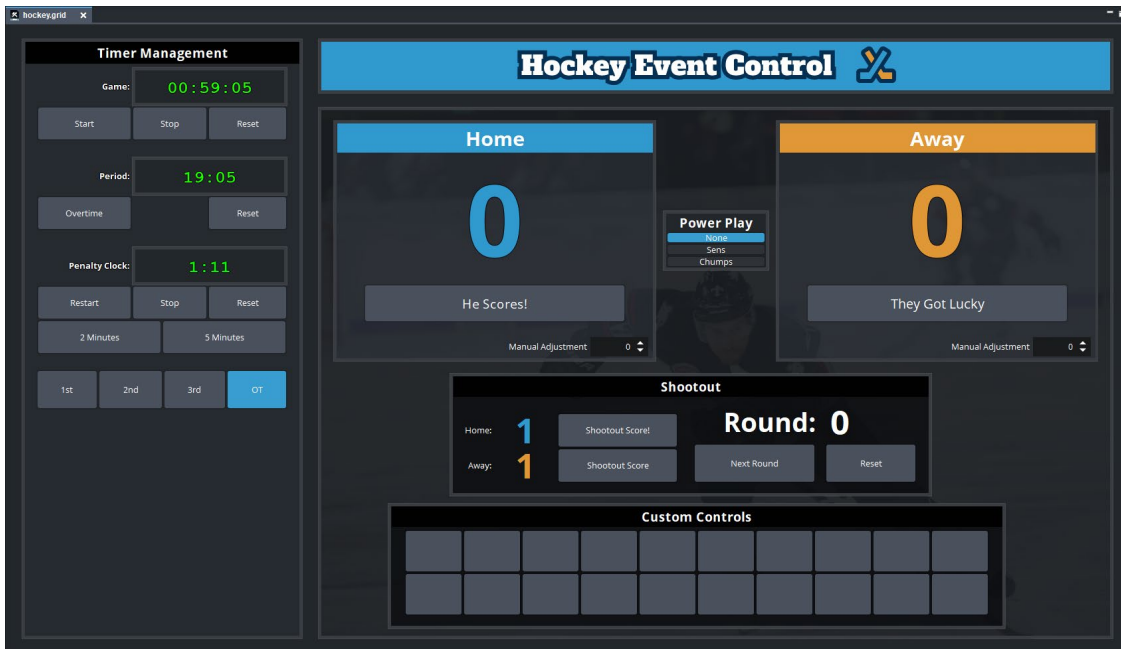 hockey.grid x
Timer Management
Game: 00:59:05
Start Stop Reset
Period: 19:05
Overtime Reset
Penalty Clock: 1:11
Restart Stop Reset
2 Minutes 5 Minutes
1st 2nd 3rd OT
Hockey Event Control
Home
0
He Scores!
Manual Adjustment 0
Power Play
None
Sens
Chumps
Away
0
They Got Lucky
Manual Adjustment 0
Shootout
Home: 1 Shootout Score!
Away: 1 Shootout Score
Round: 0
Next Round Reset
Custom Controls